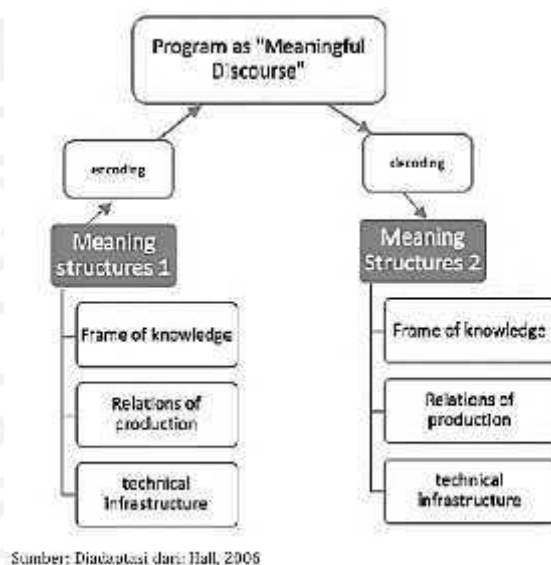 Program as "Meaningful
Discourse"
encoding
decoding
Meaning
structures 1
Meaning
Structures 2
Frame of knowledge
Frame of knowledge
Relations of
production
Relations of
production
technical
infrastructure
technical
infrastructure
Sumber: Diadaptasi dari: Hall, 2006